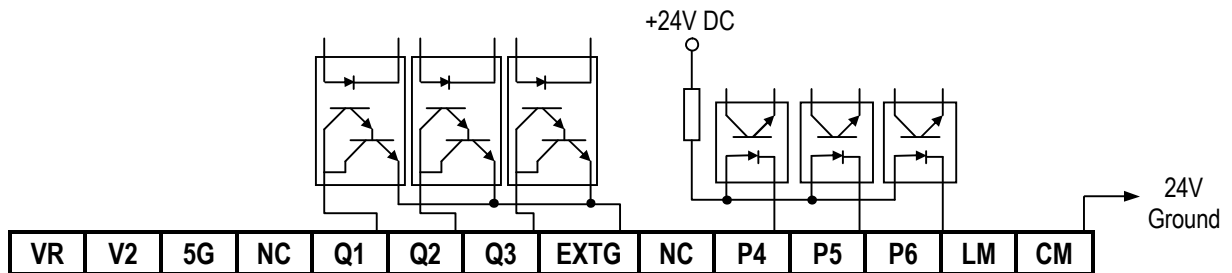 +24V DC
24V
Ground
VR V2 5G NC Q1 Q2 Q3 EXTG NC P4 P5 P6 LM CM